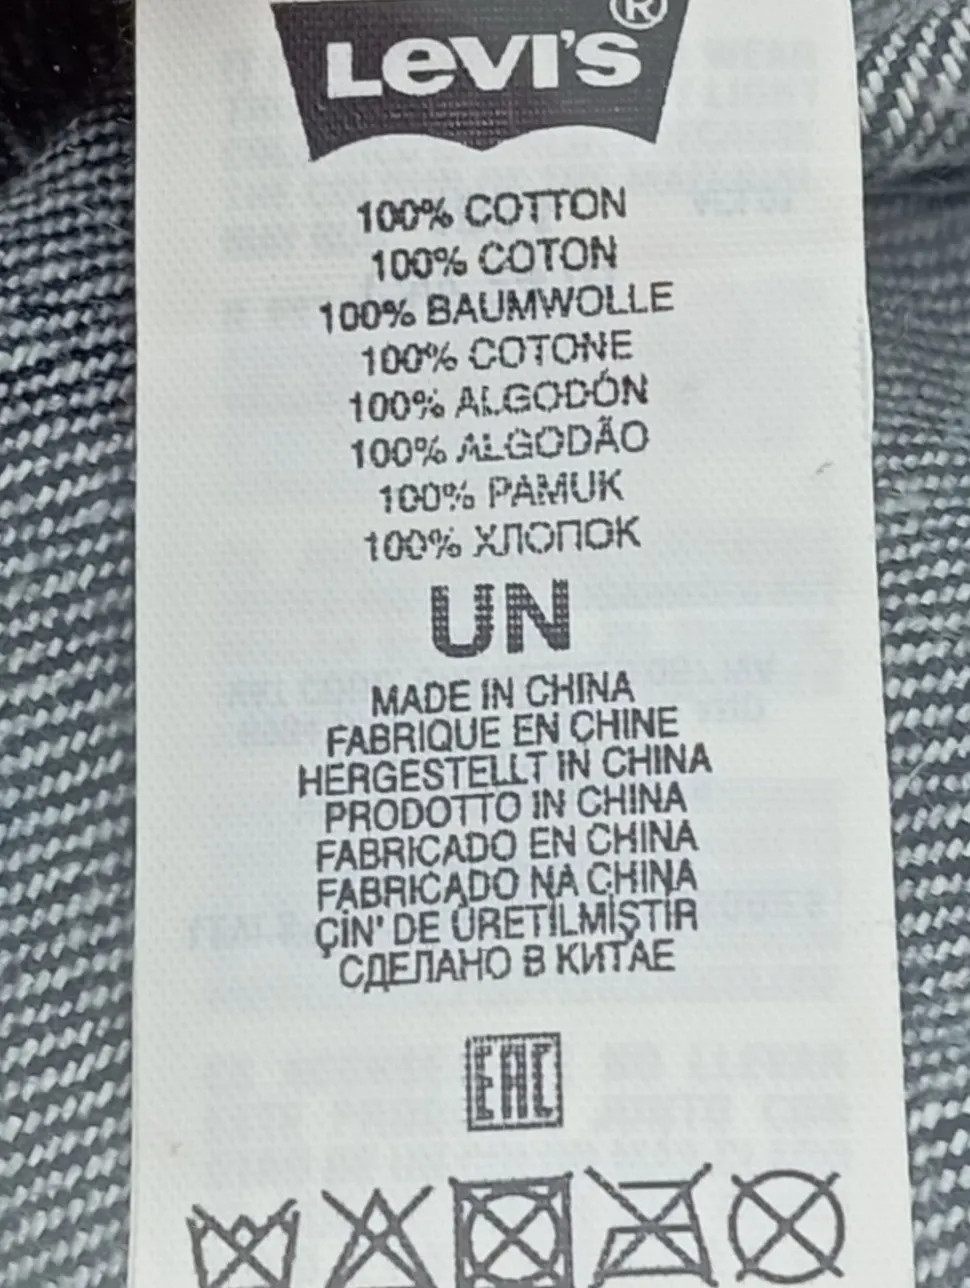 Levi's®
100% COTTON
100% COTON
100% BAUMWOLLE
100% COTONE
100% ALGODÓN
100% ALGODÃO
100% PAMUK
100% ХЛОПОК
UN
MADE IN CHINA
FABRIQUE EN CHINE
HERGESTELLT IN CHINA
PRODOTTO IN CHINA
FABRICADO EN CHINA
FABRICADO NA CHINA
ÇİN' DE ÜRETİLMİŞTİR
СДЕЛАНО В КИТАЕ
EAC